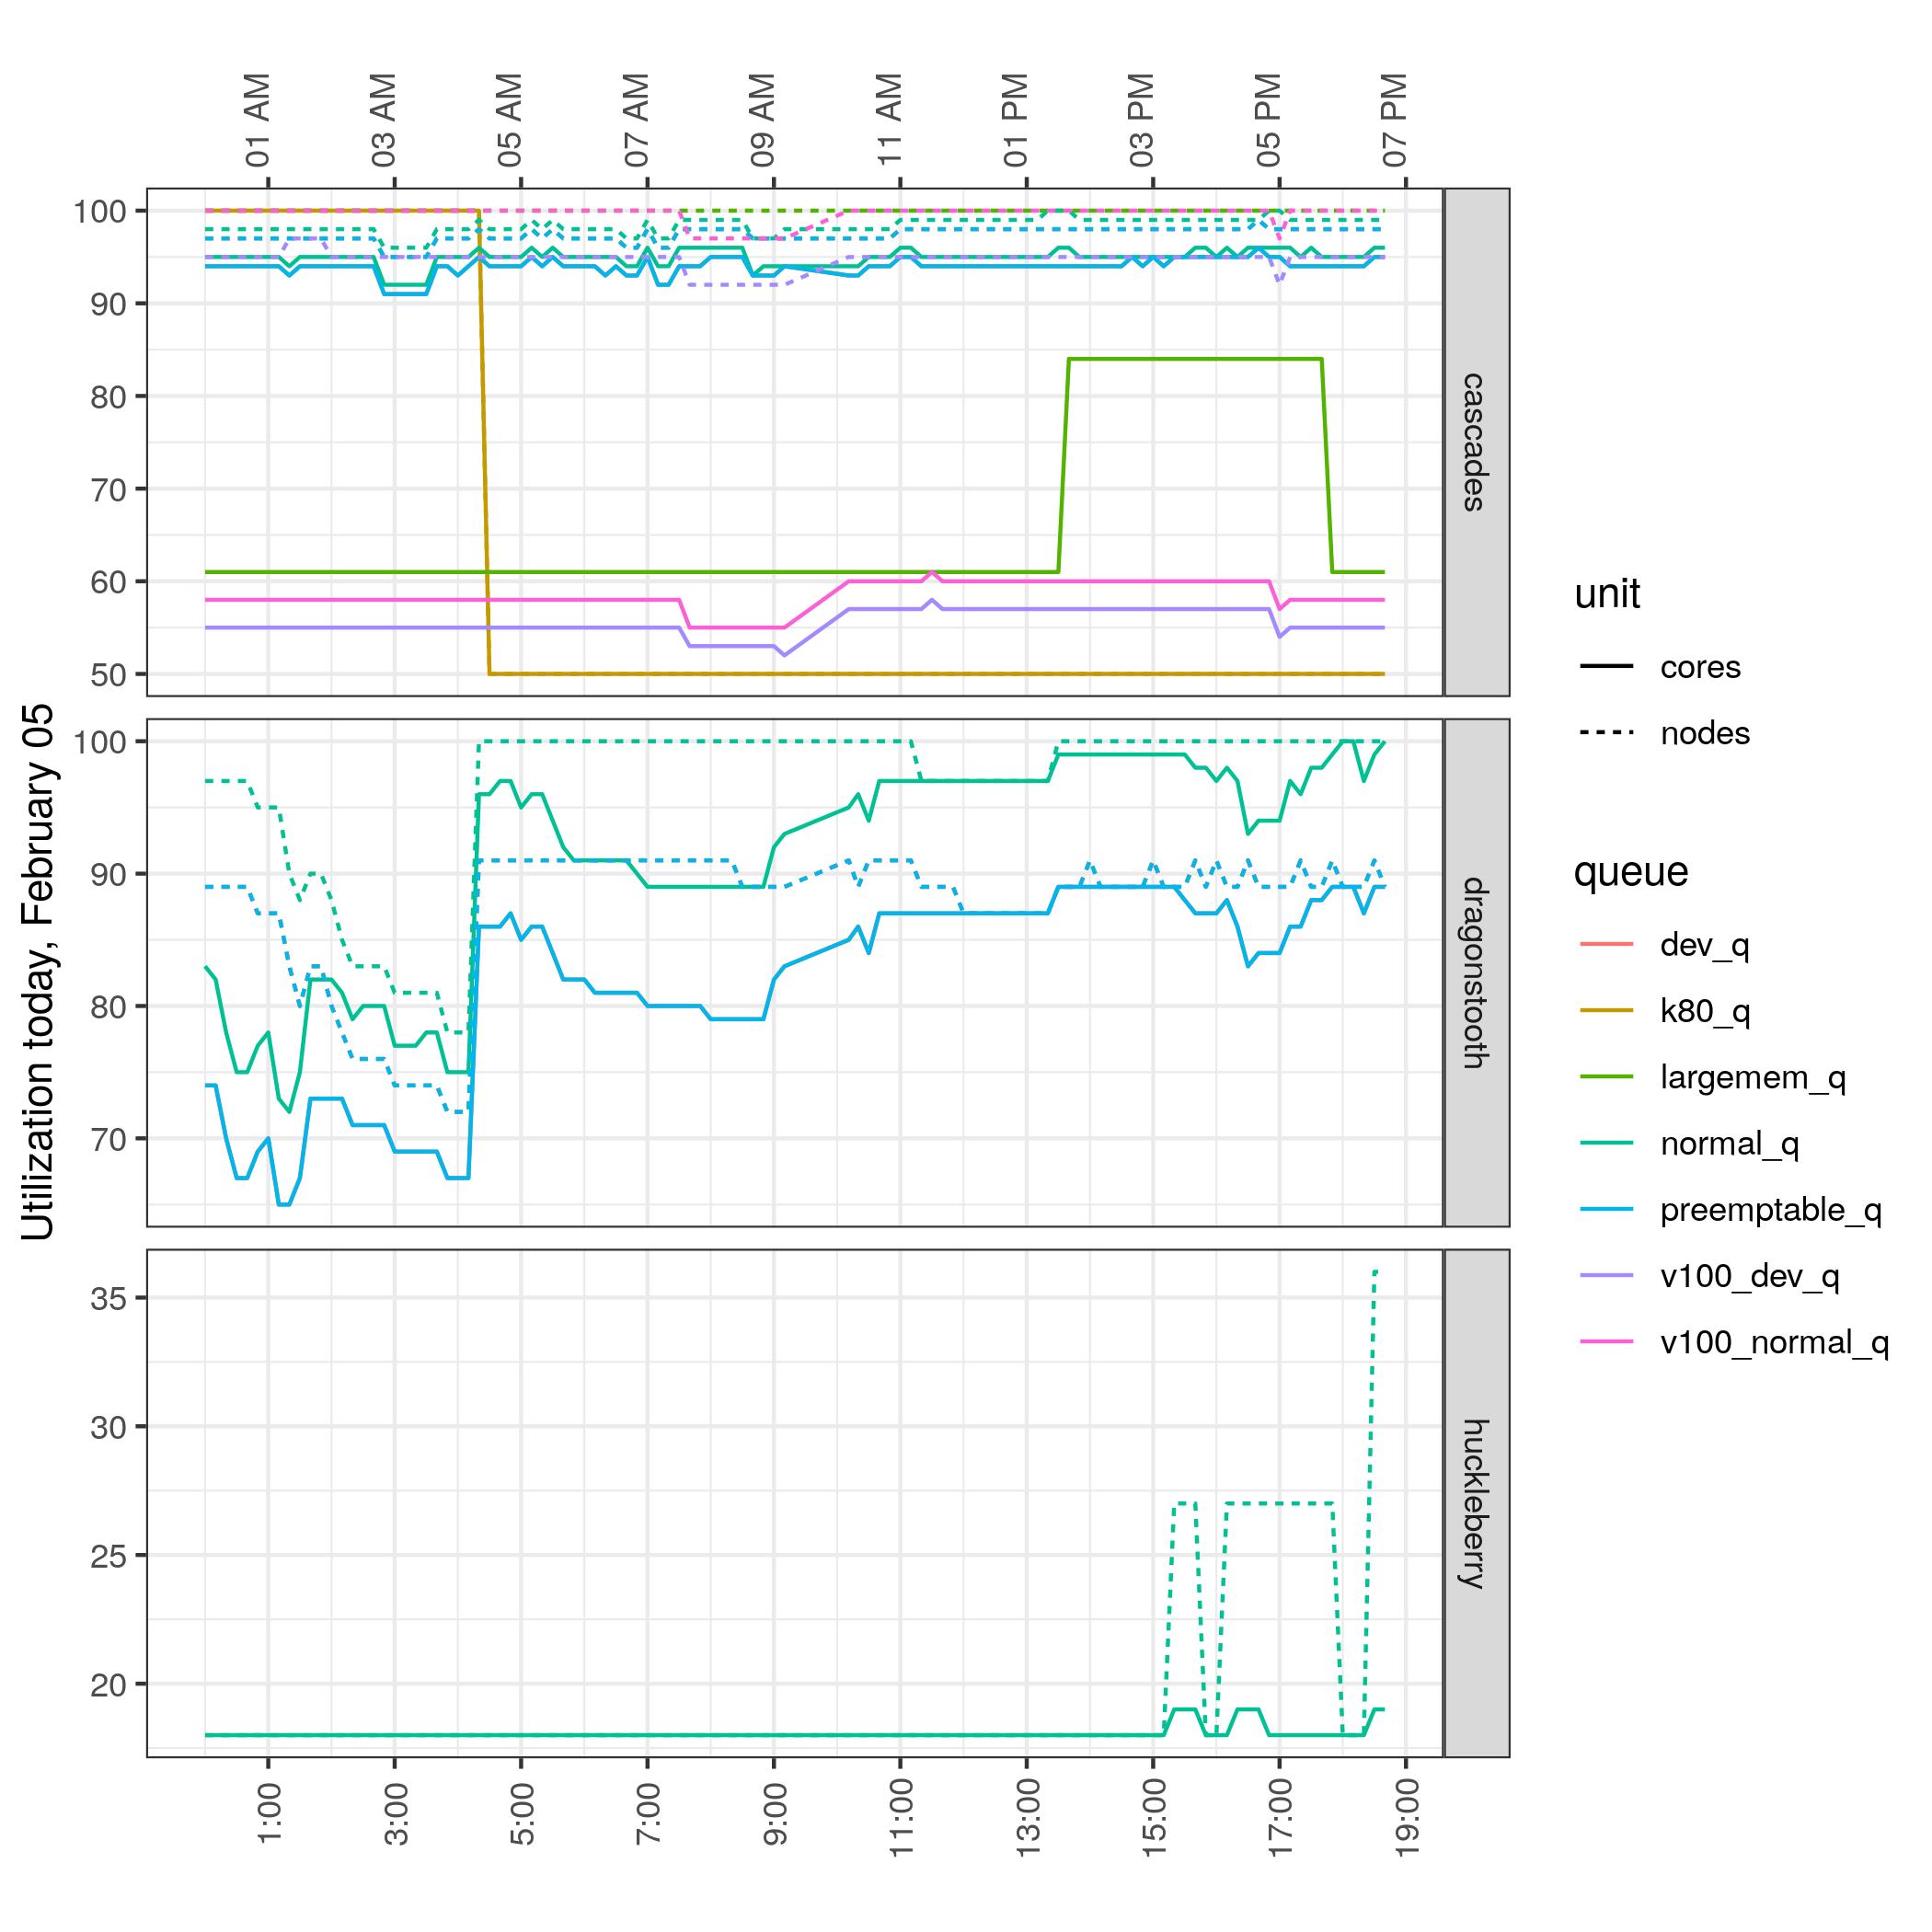 01 AM
03 AM
05 AM
07 AM
09 AM
11 AM
01 PM
03 PM
05 PM
07 PM
100
90
80
70
60
50
cascades
Utilization today, February 05
100
90
80
70
dragonstooth
35
30
25
20
huckleberry
1:00
3:00
5:00
7:00
9:00
11:00
13:00
15:00
17:00
19:00
unit
cores
nodes
queue
dev_q
k80_q
largemem_q
normal_q
preemptable_q
v100_dev_q
v100_normal_q